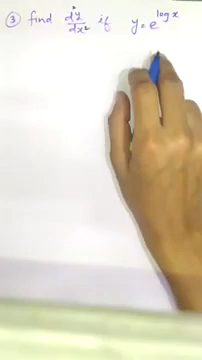 ③ find d²y/dx² if y = e^log x